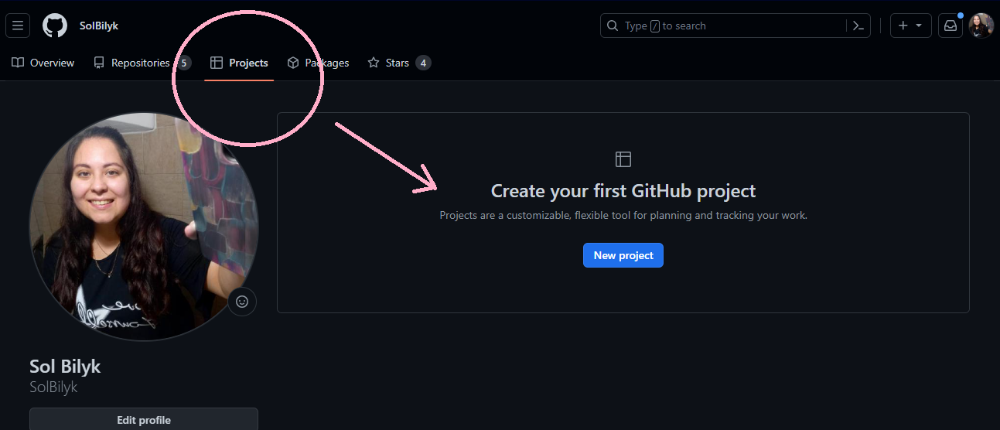 SolBilyk
Type / to search
Overview
Repositories 5
Projects
Packages
Stars 4
Create your first GitHub project
Projects are a customizable, flexible tool for planning and tracking your work.
New project
Sol Bilyk
SolBilyk
Edit profile